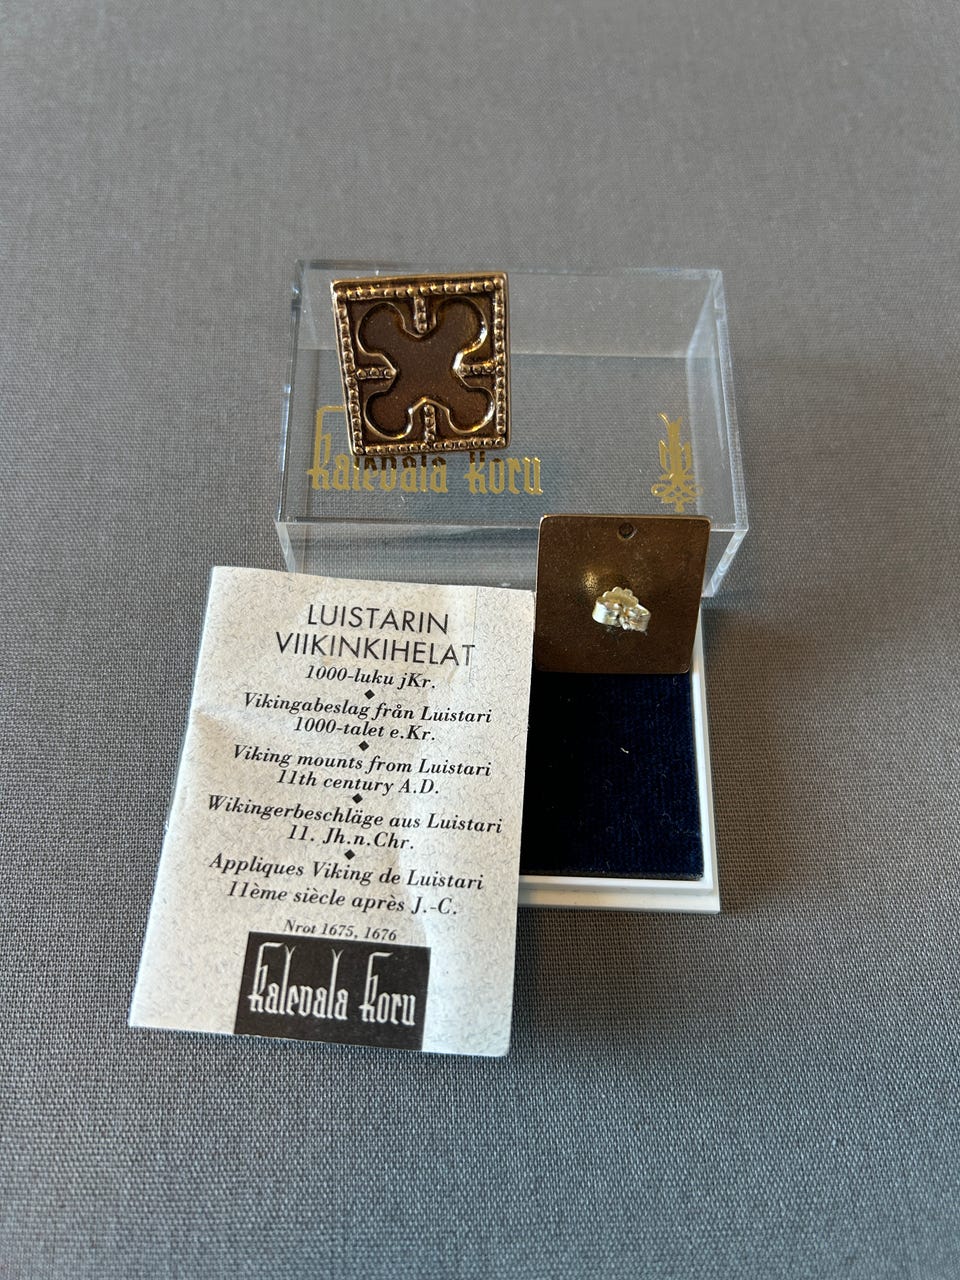 Kalevala Koru
LUISTARIN
VIIKINKIHELAT
1000-luku jKr.
Vikingabeslag från Luistari
1000-talet e.Kr.
Viking mounts from Luistari
11th century A.D.
Wikingerbeschläge aus Luistari
11. Jh.n.Chr.
Appliques Viking de Luistari
11ème siècle après J.-C.
Nrot 1675, 1676
Kalevala Koru